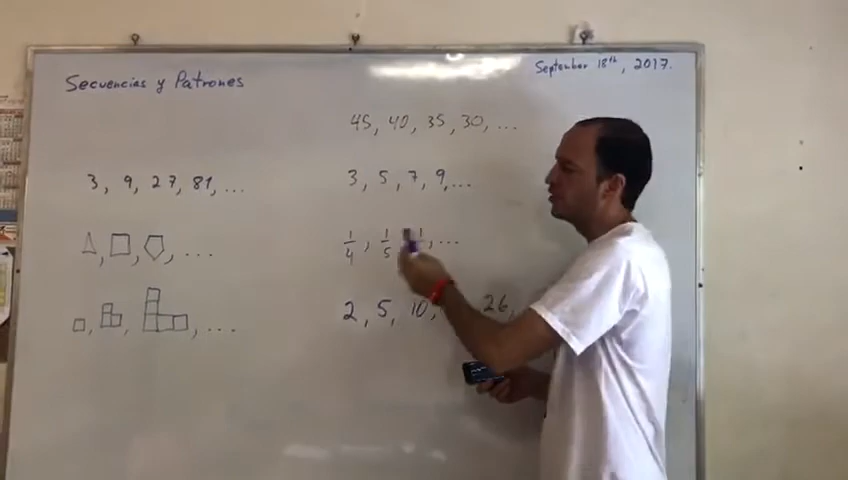 Secuencias y Patrones
September 18th, 2017.
45, 40, 35, 30, ...
3, 9, 27, 81, ...
3, 5, 7, 9, ...
1/4, 1/5, ...
2, 5, 10, 26,